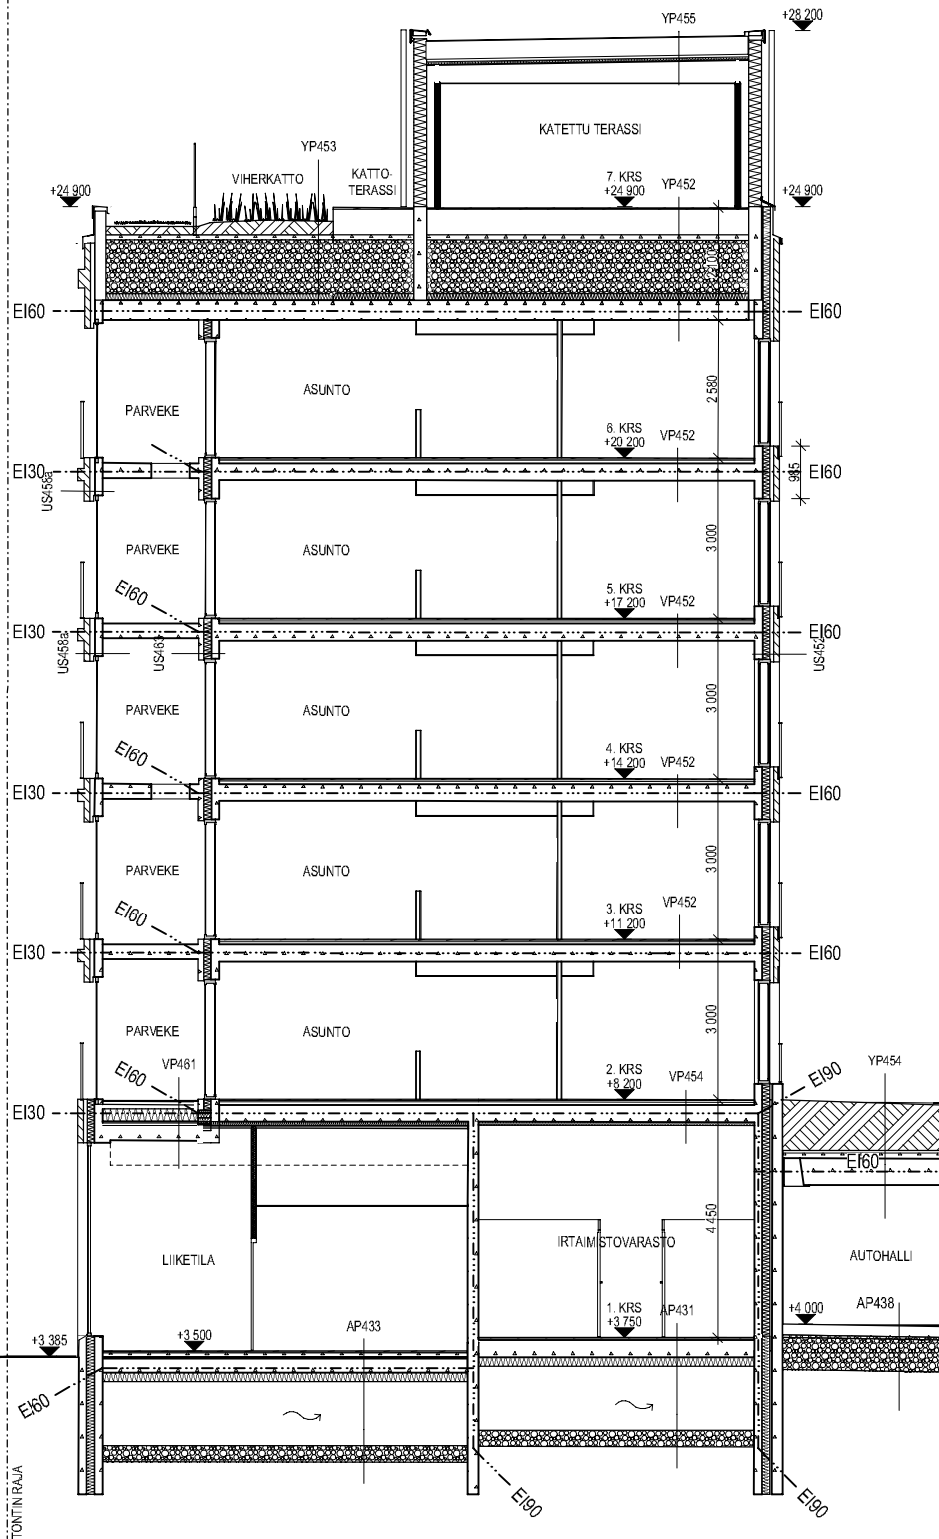 YP455
+28 200
KATETTU TERASSI
YP453
VIHERKATTO
KATTO-
TERASSI
7. KRS
+24 900
YP452
+24 900
+24 900
EI60
EI60
ASUNTO
2 580
PARVEKE
6. KRS
+20 200
VP452
EI30
US458a
985
EI60
PARVEKE
ASUNTO
3 000
EI60
5. KRS
+17 200
VP452
EI30
US458a
US463
EI60
US452
PARVEKE
ASUNTO
3 000
EI60
4. KRS
+14 200
VP452
EI30
EI60
PARVEKE
ASUNTO
3 000
EI60
3. KRS
+11 200
VP452
EI30
EI60
PARVEKE
ASUNTO
3 000
VP461
EI60
2. KRS
+8 200
VP454
EI90
YP454
EI30
EI60
4 450
LIIKETILA
IRTAIMISTOVARASTO
AUTOHALLI
AP438
+3 385
+3 500
AP433
1. KRS
+3 750
AP431
+4 000
EI60
EI90
EI90
TONTIN RAJA